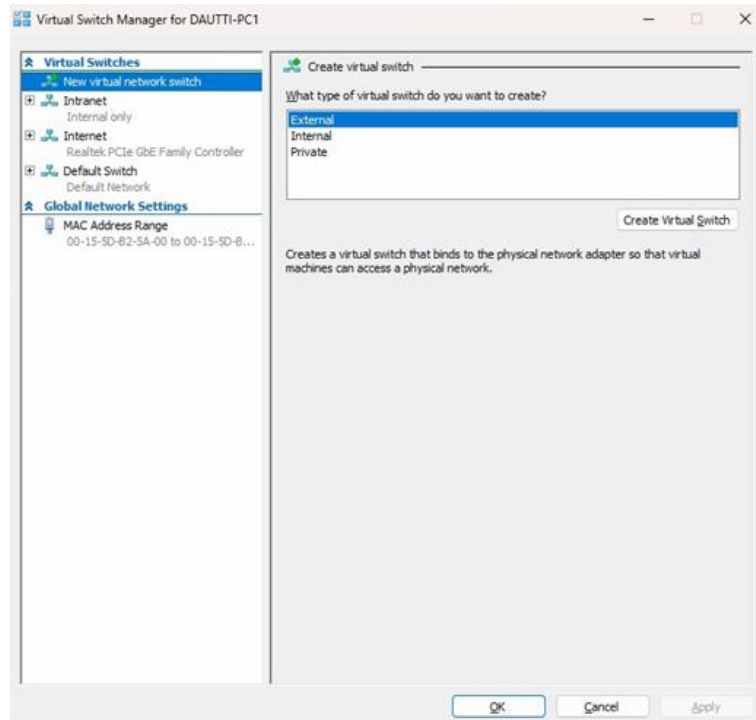 Virtual Switch Manager for DAUTTI-PC1
Virtual Switches
New virtual network switch
Intranet
Internal only
Internet
Realtek PCIe GbE Family Controller
Default Switch
Default Network
Global Network Settings
MAC Address Range
00-15-5D-B2-5A-00 to 00-15-5D-B...
Create virtual switch
What type of virtual switch do you want to create?
External
Internal
Private
Create Virtual Switch
Creates a virtual switch that binds to the physical network adapter so that virtual
machines can access a physical network.
OK
Cancel
Apply